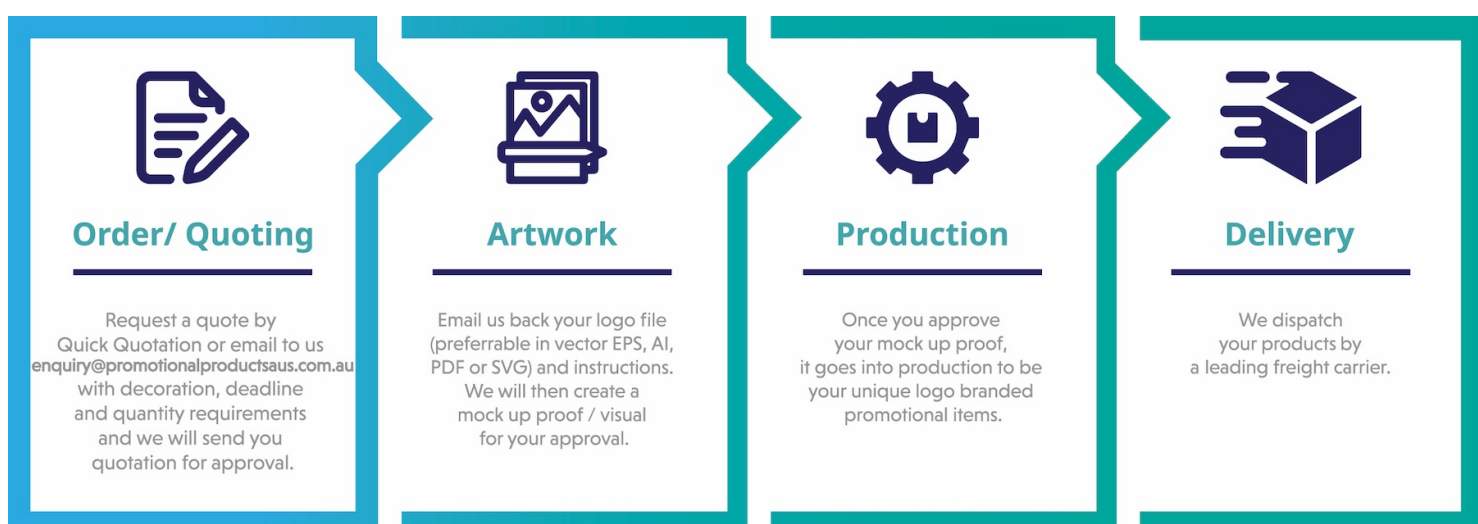 Order/ Quoting
Request a quote by
Quick Quotation or email to us
enquiry@promotionalproductsaus.com.au
with decoration, deadline
and quantity requirements
and we will send you
quotation for approval.
Artwork
Email us back your logo file
(preferrable in vector EPS, AI,
PDF or SVG) and instructions.
We will then create a
mock up proof / visual
for your approval.
Production
Once you approve
your mock up proof,
it goes into production to be
your unique logo branded
promotional items.
Delivery
We dispatch
your products by
a leading freight carrier.